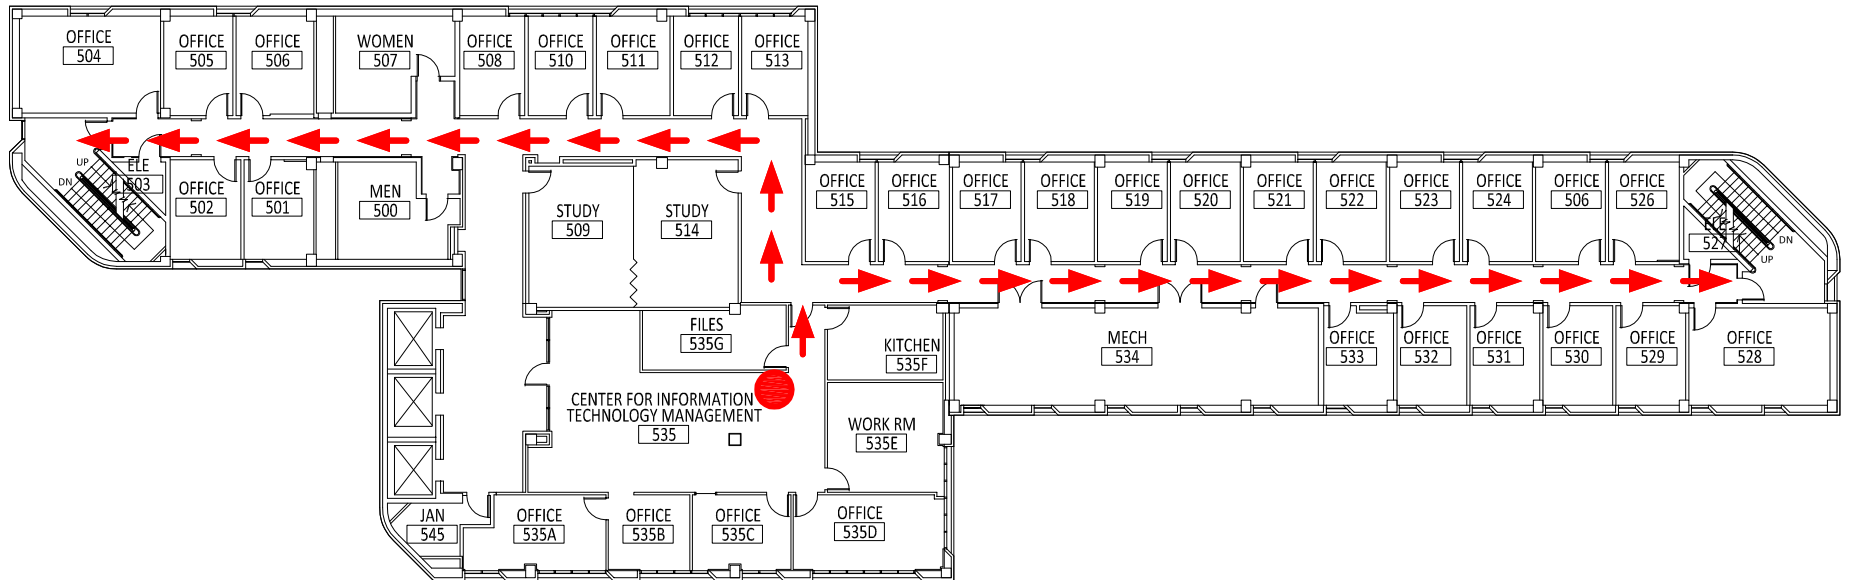 OFFICE
504
OFFICE
505
OFFICE
506
WOMEN
507
OFFICE
508
OFFICE
510
OFFICE
511
OFFICE
512
OFFICE
513
UP
DN
ELE
503
OFFICE
502
OFFICE
501
MEN
500
STUDY
509
STUDY
514
OFFICE
515
OFFICE
516
OFFICE
517
OFFICE
518
OFFICE
519
OFFICE
520
OFFICE
521
OFFICE
522
OFFICE
523
OFFICE
524
OFFICE
506
OFFICE
526
ELE
527
DN
UP
FILES
535G
KITCHEN
535F
MECH
534
OFFICE
533
OFFICE
532
OFFICE
531
OFFICE
530
OFFICE
529
OFFICE
528
CENTER FOR INFORMATION
TECHNOLOGY MANAGEMENT
535
WORK RM
535E
JAN
545
OFFICE
535A
OFFICE
535B
OFFICE
535C
OFFICE
535D